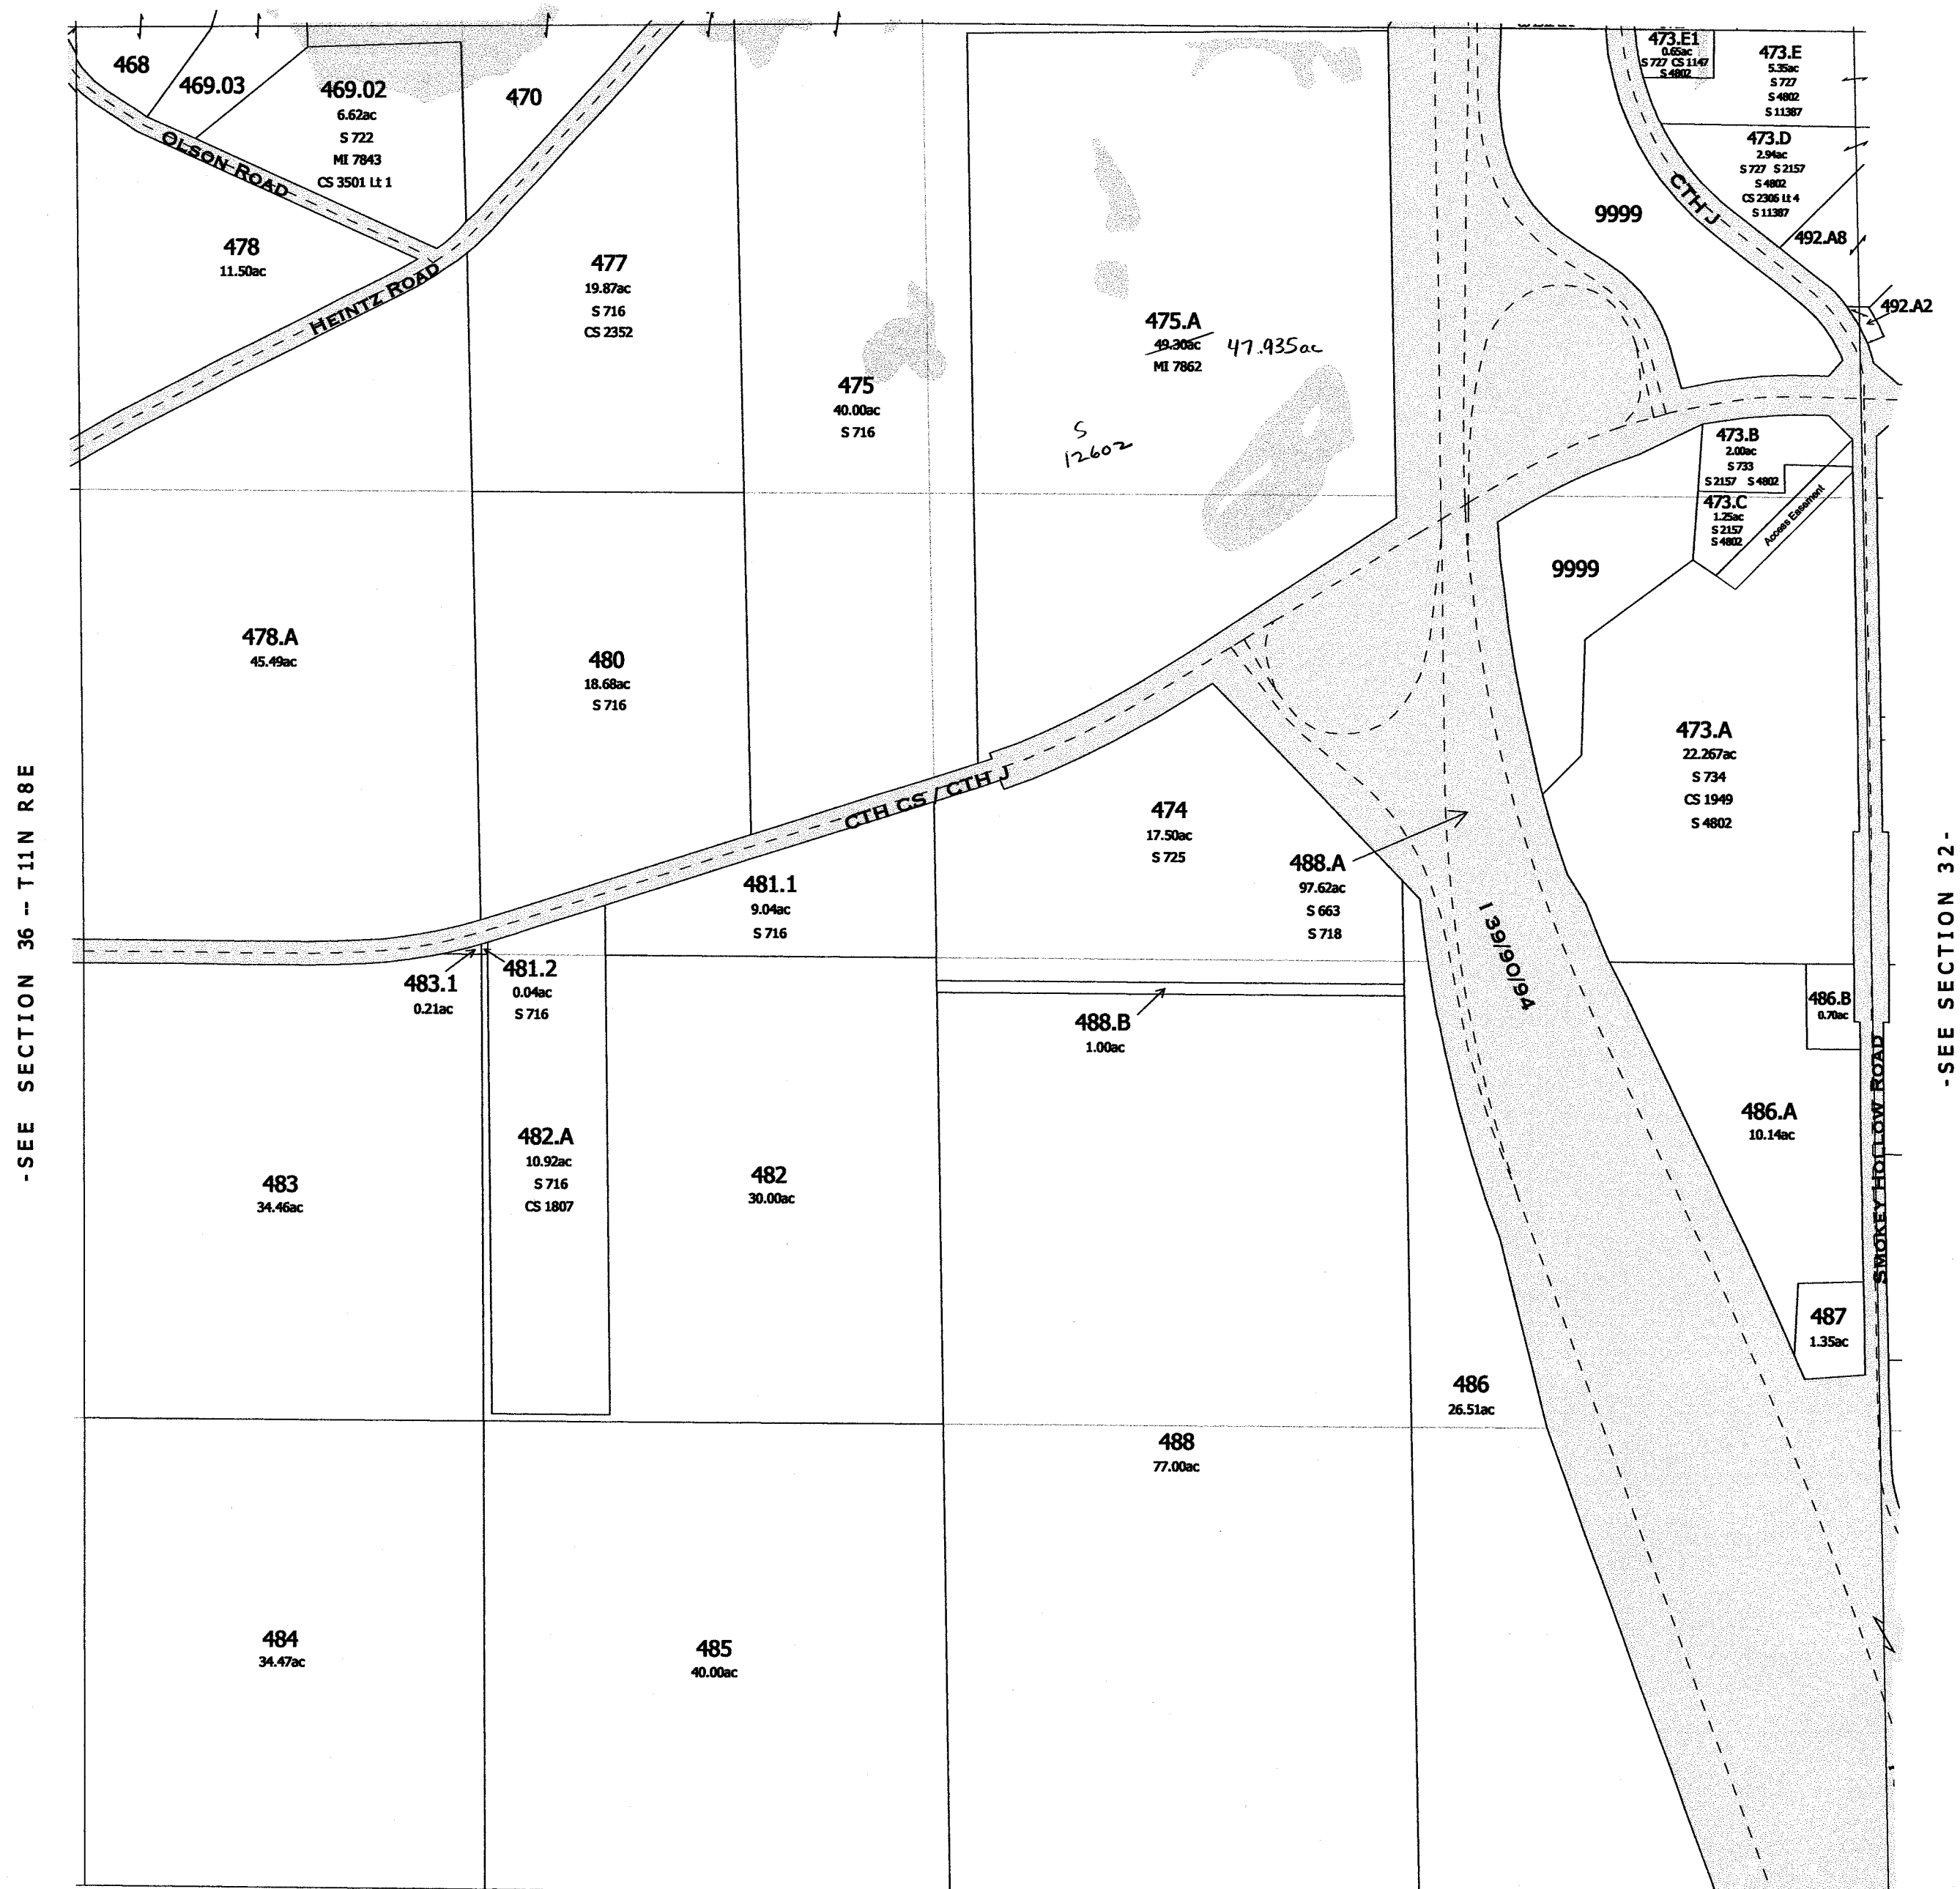 468
469.03
469.02
6.62ac
S 722
MI 7843
CS 3501 Lt 1
470
473.E1
0.65ac
S 727 CS 1147
S 4802
473.E
5.35ac
S 727
S 4802
S 11387
473.D
2.94ac
S 727 S 2157
S 4802
CS 2306 Lt 4
S 11387
OLSON ROAD
CTH J
9999
492.A8
492.A2
478
11.50ac
HEINTZ ROAD
477
19.87ac
S 716
CS 2352
475
40.00ac
S 716
475.A
49.30ac 47.935ac
MI 7862
S
12602
473.B
2.00ac
S 733
S 2157 S 4802
473.C
1.25ac
S 2157
S 4802
Access Easement
9999
478.A
45.49ac
480
18.68ac
S 716
473.A
22.267ac
S 734
CS 1949
S 4802
CTH CS / CTH J
474
17.50ac
S 725
488.A
97.62ac
S 663
S 718
481.1
9.04ac
S 716
-SEE SECTION 36 -- T11N R8E
-SEE SECTION 32-
I 39/90/94
483.1
0.21ac
481.2
0.04ac
S 716
488.B
1.00ac
486.B
0.70ac
486.A
10.14ac
SMOKEY HOLLOW ROAD
483
34.46ac
482.A
10.92ac
S 716
CS 1807
482
30.00ac
487
1.35ac
486
26.51ac
488
77.00ac
484
34.47ac
485
40.00ac